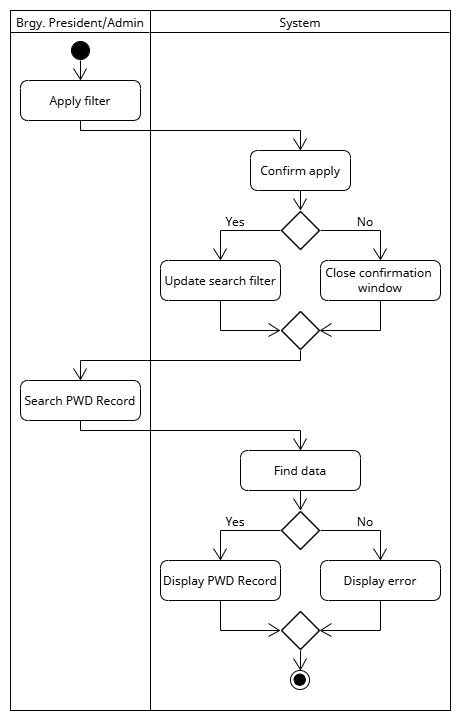 Brgy. President/Admin
System
Apply filter
Confirm apply
Yes
No
Update search filter
Close confirmation
window
Search PWD Record
Find data
Yes
No
Display PWD Record
Display error